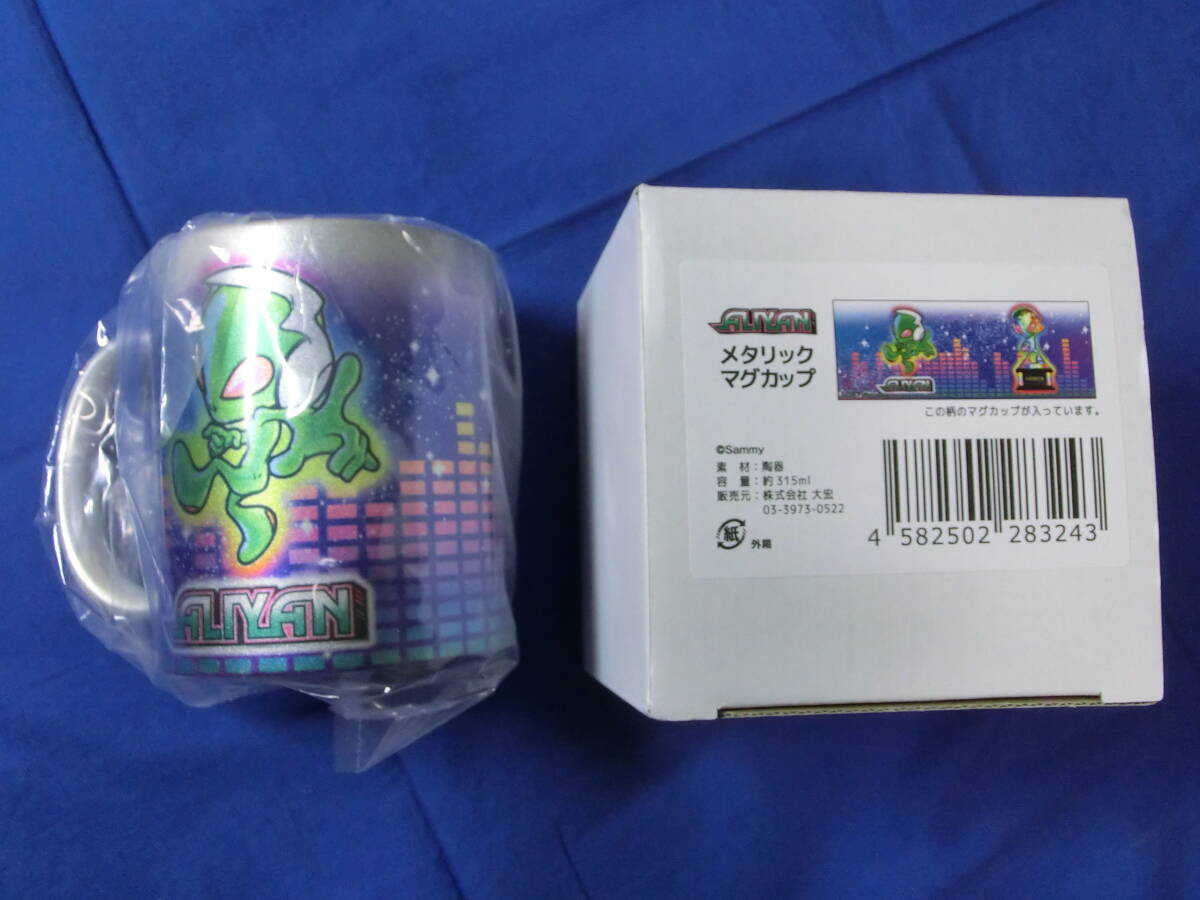 ALIYAN
ALIYAN
メタリック
マグカップ
ALIYAN
この柄のマグカップが入っています。
©Sammy
素　材：陶器
容　量：約315ml
販売元：株式会社 大宏
03-3973-0522
紙 外箱
4 582502 283243